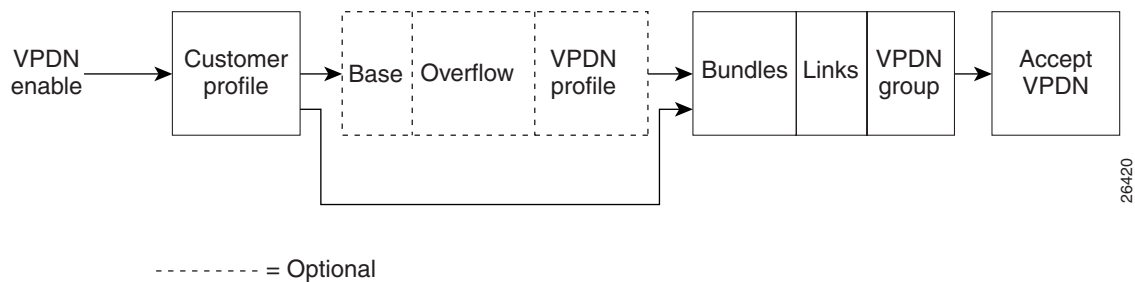 VPDN
enable
Customer
profile
Base
Overflow
VPDN
profile
Bundles
Links
VPDN
group
Accept
VPDN
26420
= Optional